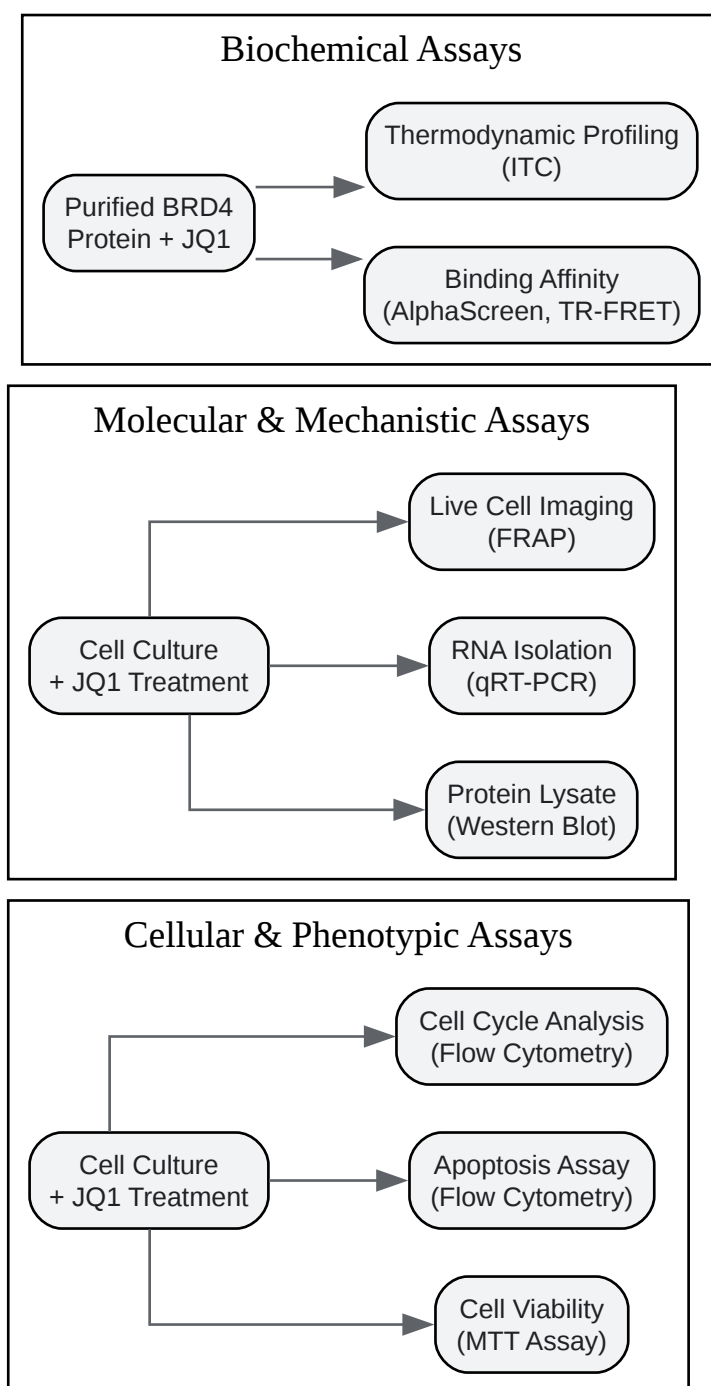 Biochemical Assays
Thermodynamic Profiling
(ITC)
Purified BRD4
Protein + JQ1
Binding Affinity
(AlphaScreen, TR-FRET)
Molecular & Mechanistic Assays
Live Cell Imaging
(FRAP)
Cell Culture
+ JQ1 Treatment
RNA Isolation
(qRT-PCR)
Protein Lysate
(Western Blot)
Cellular & Phenotypic Assays
Cell Cycle Analysis
(Flow Cytometry)
Cell Culture
+ JQ1 Treatment
Apoptosis Assay
(Flow Cytometry)
Cell Viability
(MTT Assay)